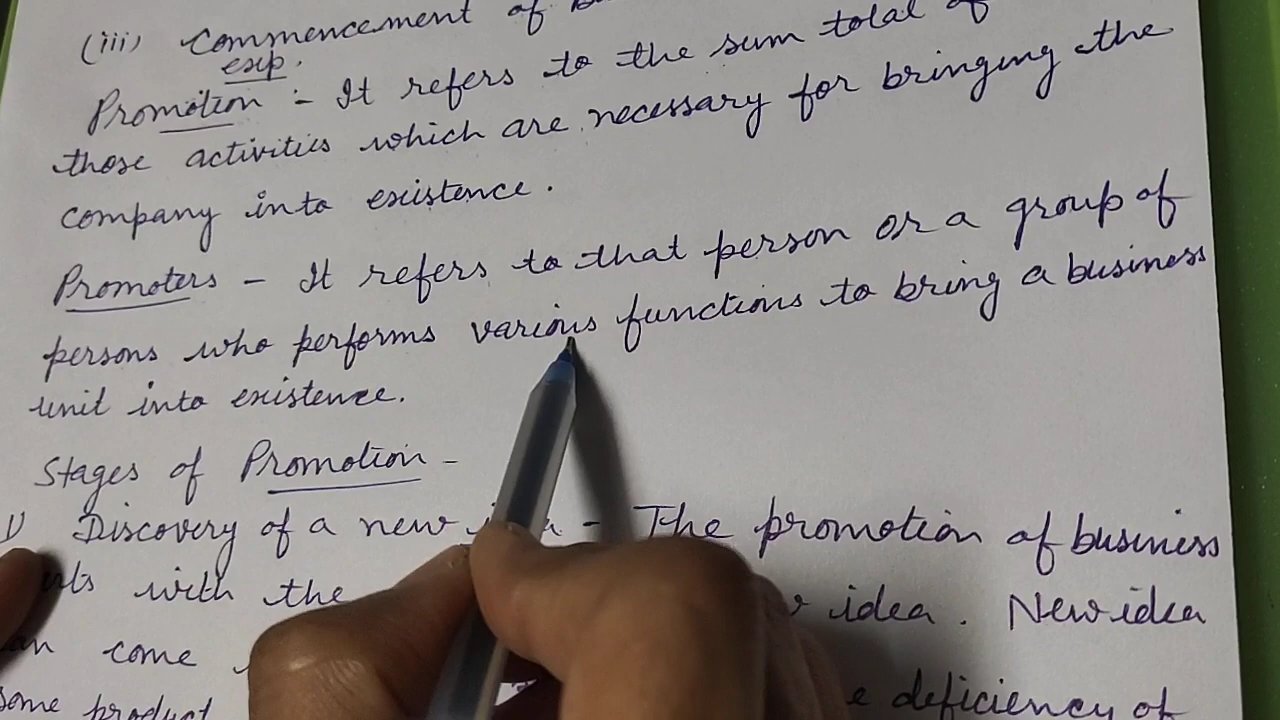 (iii) Commencement of
esip.
Promotion :- It refers to the sum total of
those activities which are necessary for bringing the
company into existence.
Promoters - It refers to that person or a group of
persons who performs various functions to bring a business
unit into existence.
Stages of Promotion -
1) Discovery of a new - The promotion of business
with the idea. New idea
come
some product deficiency of